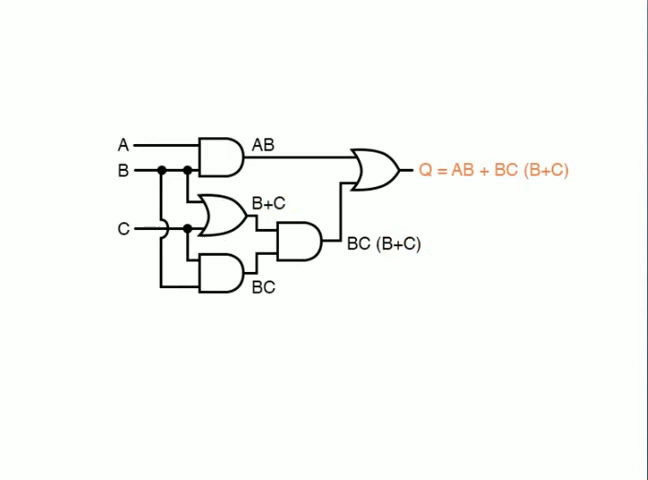 A
AB
B
Q = AB + BC (B+C)
B+C
C
BC (B+C)
BC